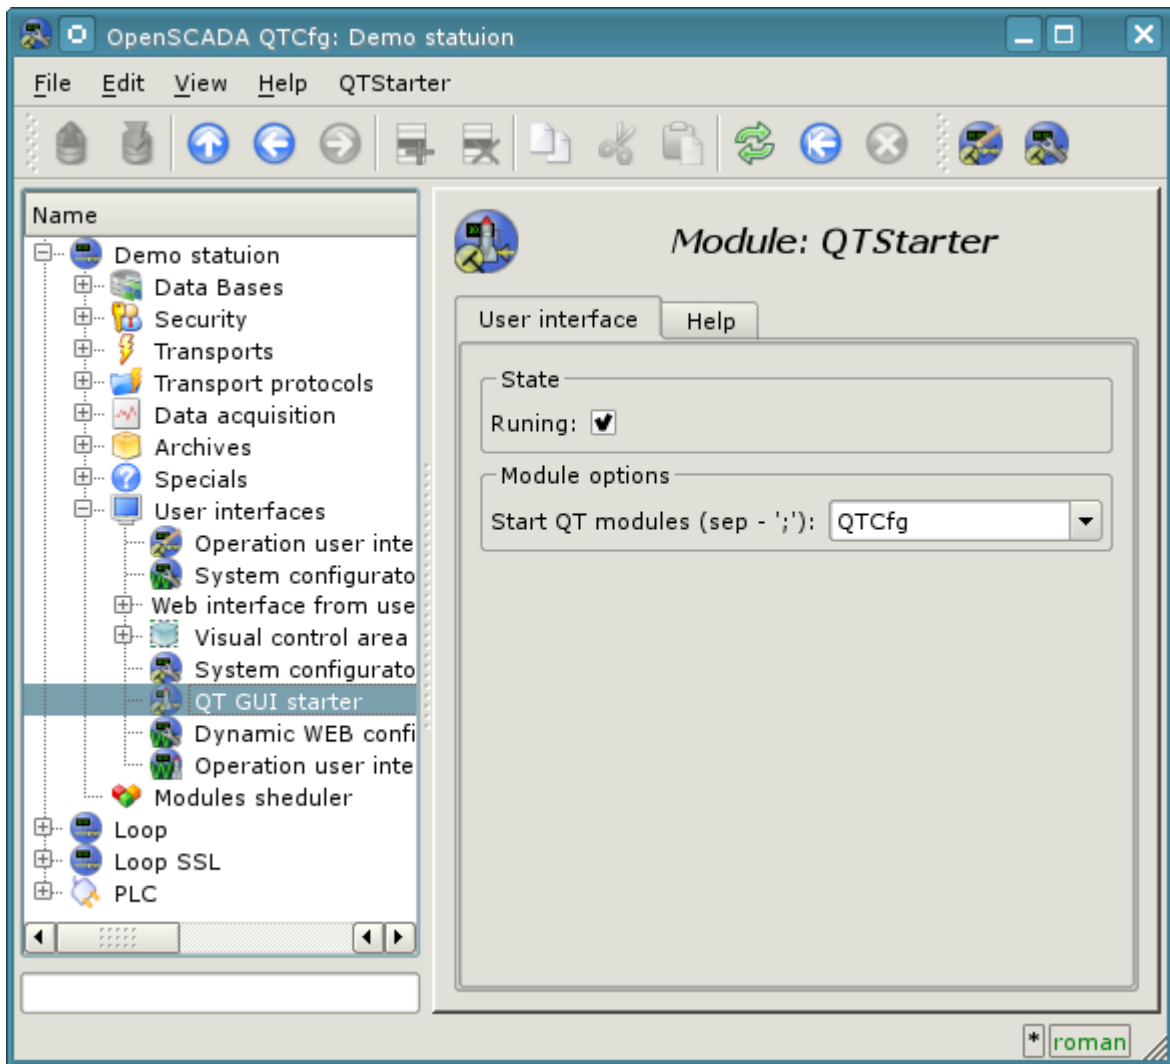 OpenSCADA QTCfg: Demo statuion
File Edit View Help QTStarter
Name
Demo statuion
Data Bases
Security
Transports
Transport protocols
Data acquisition
Archives
Specials
User interfaces
Operation user inte
System configurato
Web interface from use
Visual control area
System configurato
QT GUI starter
Dynamic WEB confi
Operation user inte
Modules sheduler
Loop
Loop SSL
PLC
Module: QTStarter
User interface Help
State
Runing:
Module options
Start QT modules (sep - ';'): QTCfg
* roman